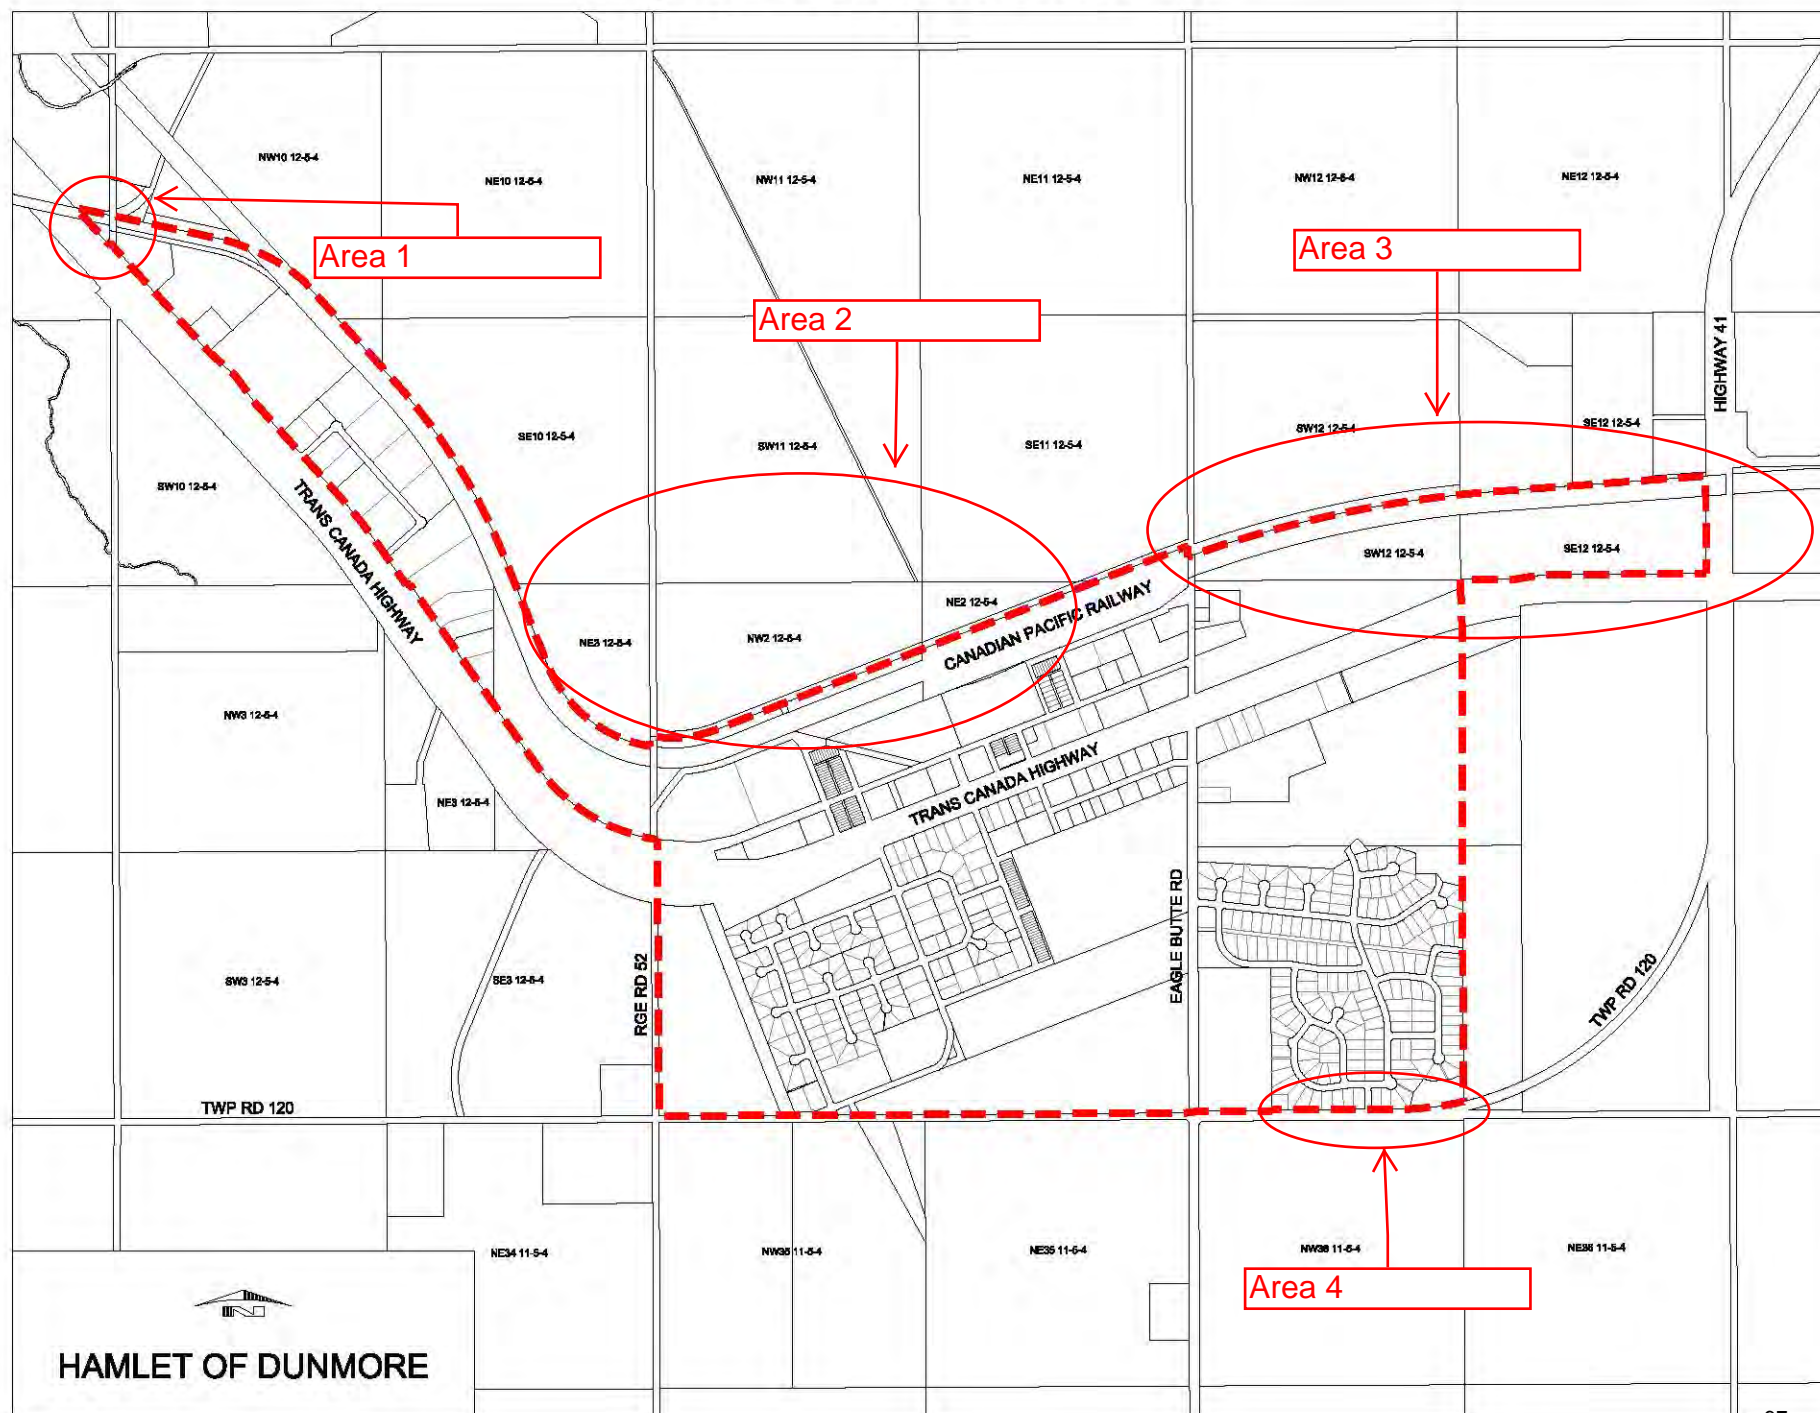 NW10 12-5-4
NE10 12-5-4
NW11 12-5-4
NE11 12-5-4
NW12 12-5-4
NE12 12-5-4
Area 1
Area 3
Area 2
HIGHWAY 41
SE10 12-5-4
SW11 12-5-4
SE11 12-5-4
SW12 12-5-4
SE12 12-5-4
SW10 12-5-4
TRANS CANADA HIGHWAY
SW12 12-5-4
SE12 12-5-4
NE2 12-5-4
CANADIAN PACIFIC RAILWAY
NE3 12-5-4
NW2 12-5-4
NW3 12-5-4
TRANS CANADA HIGHWAY
NE3 12-5-4
EAGLE BUTTE RD
SW3 12-5-4
SE3 12-5-4
RGE RD 52
TWP RD 120
TWP RD 120
NE34 11-5-4
NW35 11-5-4
NE35 11-5-4
NW36 11-5-4
NE36 11-5-4
Area 4
N
HAMLET OF DUNMORE